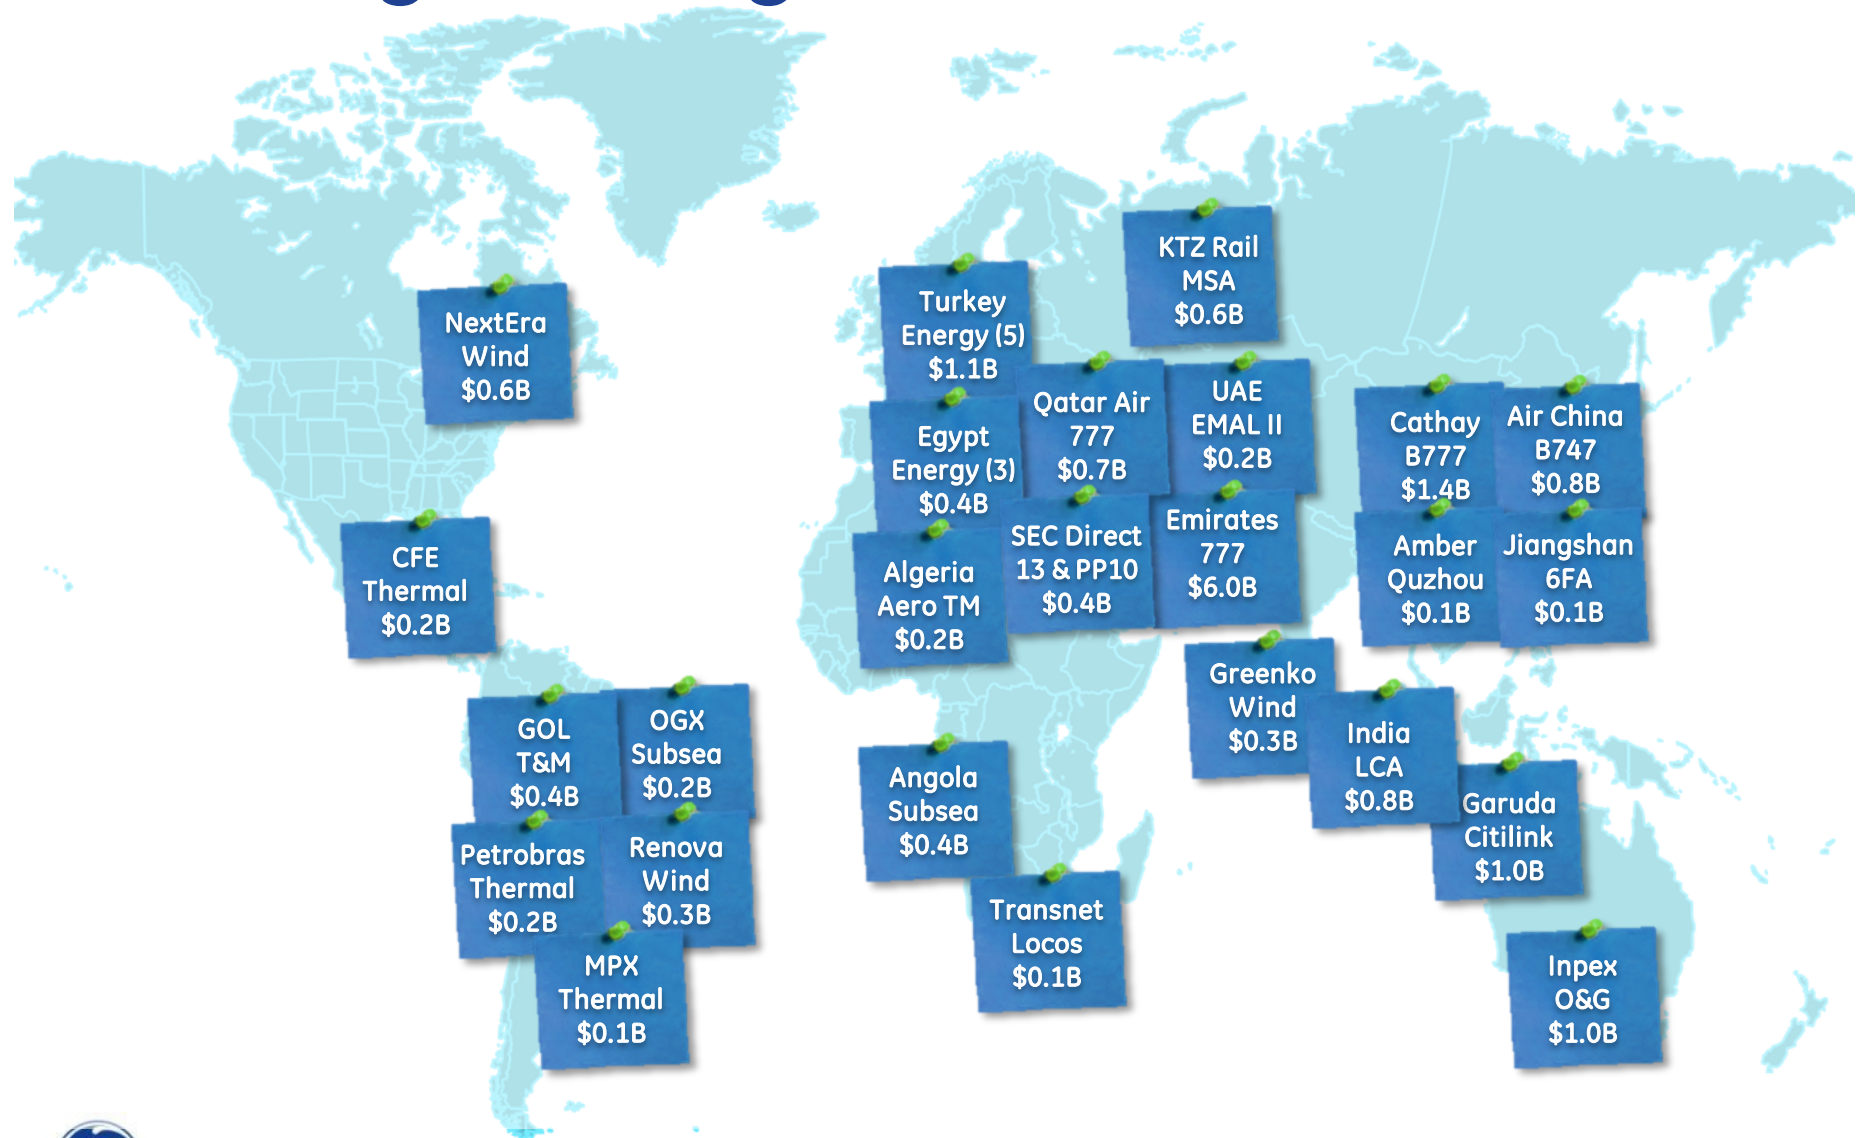 NextEra
Wind
$0.6B
CFE
Thermal
$0.2B
GOL
T&M
$0.4B
OGX
Subsea
$0.2B
Petrobras
Thermal
$0.2B
Renova
Wind
$0.3B
MPX
Thermal
$0.1B
KTZ Rail
MSA
$0.6B
Turkey
Energy (5)
$1.1B
Qatar Air
777
$0.7B
UAE
EMAL II
$0.2B
Egypt
Energy (3)
$0.4B
SEC Direct
13 & PP10
$0.4B
Emirates
777
$6.0B
Algeria
Aero TM
$0.2B
Angola
Subsea
$0.4B
Transnet
Locos
$0.1B
Cathay
B777
$1.4B
Air China
B747
$0.8B
Amber
Quzhou
$0.1B
Jiangshan
6FA
$0.1B
Greenko
Wind
$0.3B
India
LCA
$0.8B
Garuda
Citilink
$1.0B
Inpex
O&G
$1.0B